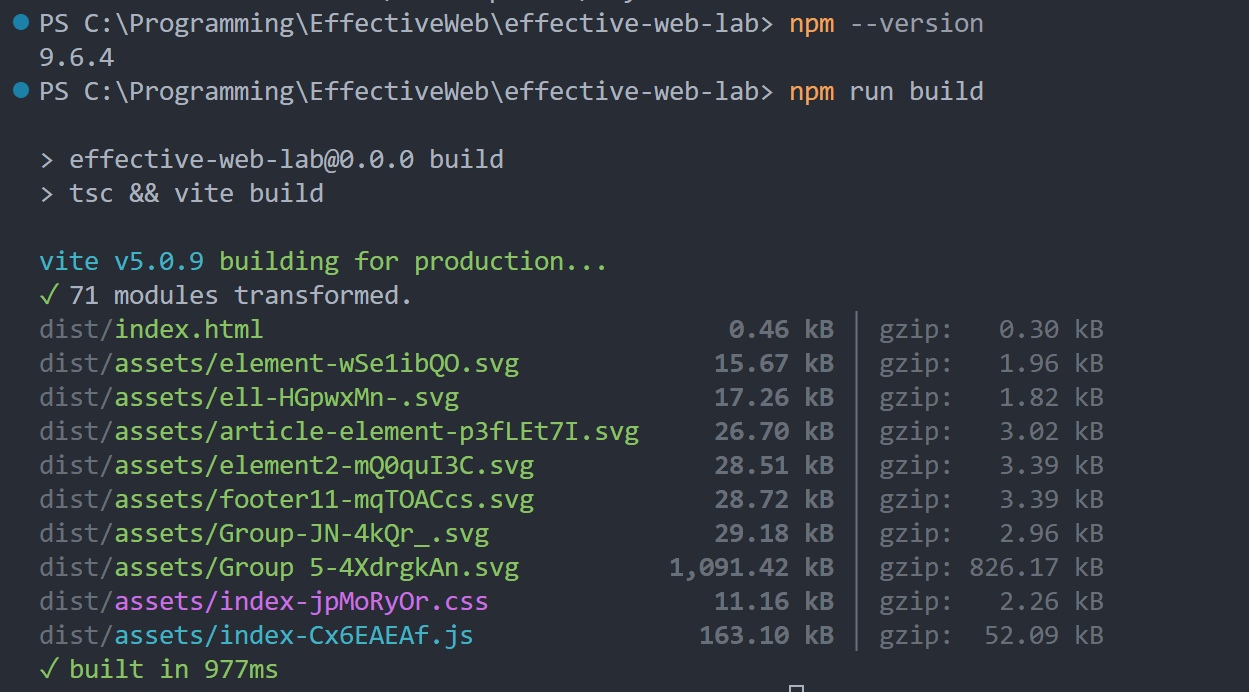 PS C:\Programming\EffectiveWeb\effective-web-lab> npm --version
9.6.4
PS C:\Programming\EffectiveWeb\effective-web-lab> npm run build
> effective-web-lab@0.0.0 build
> tsc && vite build
vite v5.0.9 building for production...
✓ 71 modules transformed.
dist/index.html 0.46 kB │ gzip: 0.30 kB
dist/assets/element-wSe1ibQO.svg 15.67 kB │ gzip: 1.96 kB
dist/assets/ell-HGpwxMn-.svg 17.26 kB │ gzip: 1.82 kB
dist/assets/article-element-p3fLEt7I.svg 26.70 kB │ gzip: 3.02 kB
dist/assets/element2-mQ0quI3C.svg 28.51 kB │ gzip: 3.39 kB
dist/assets/footer11-mqTOACcs.svg 28.72 kB │ gzip: 3.39 kB
dist/assets/Group-JN-4kQr_.svg 29.18 kB │ gzip: 2.96 kB
dist/assets/Group 5-4XdrgkAn.svg 1,091.42 kB │ gzip: 826.17 kB
dist/assets/index-jpMoRyOr.css 11.16 kB │ gzip: 2.26 kB
dist/assets/index-Cx6EAEAf.js 163.10 kB │ gzip: 52.09 kB
✓ built in 977ms